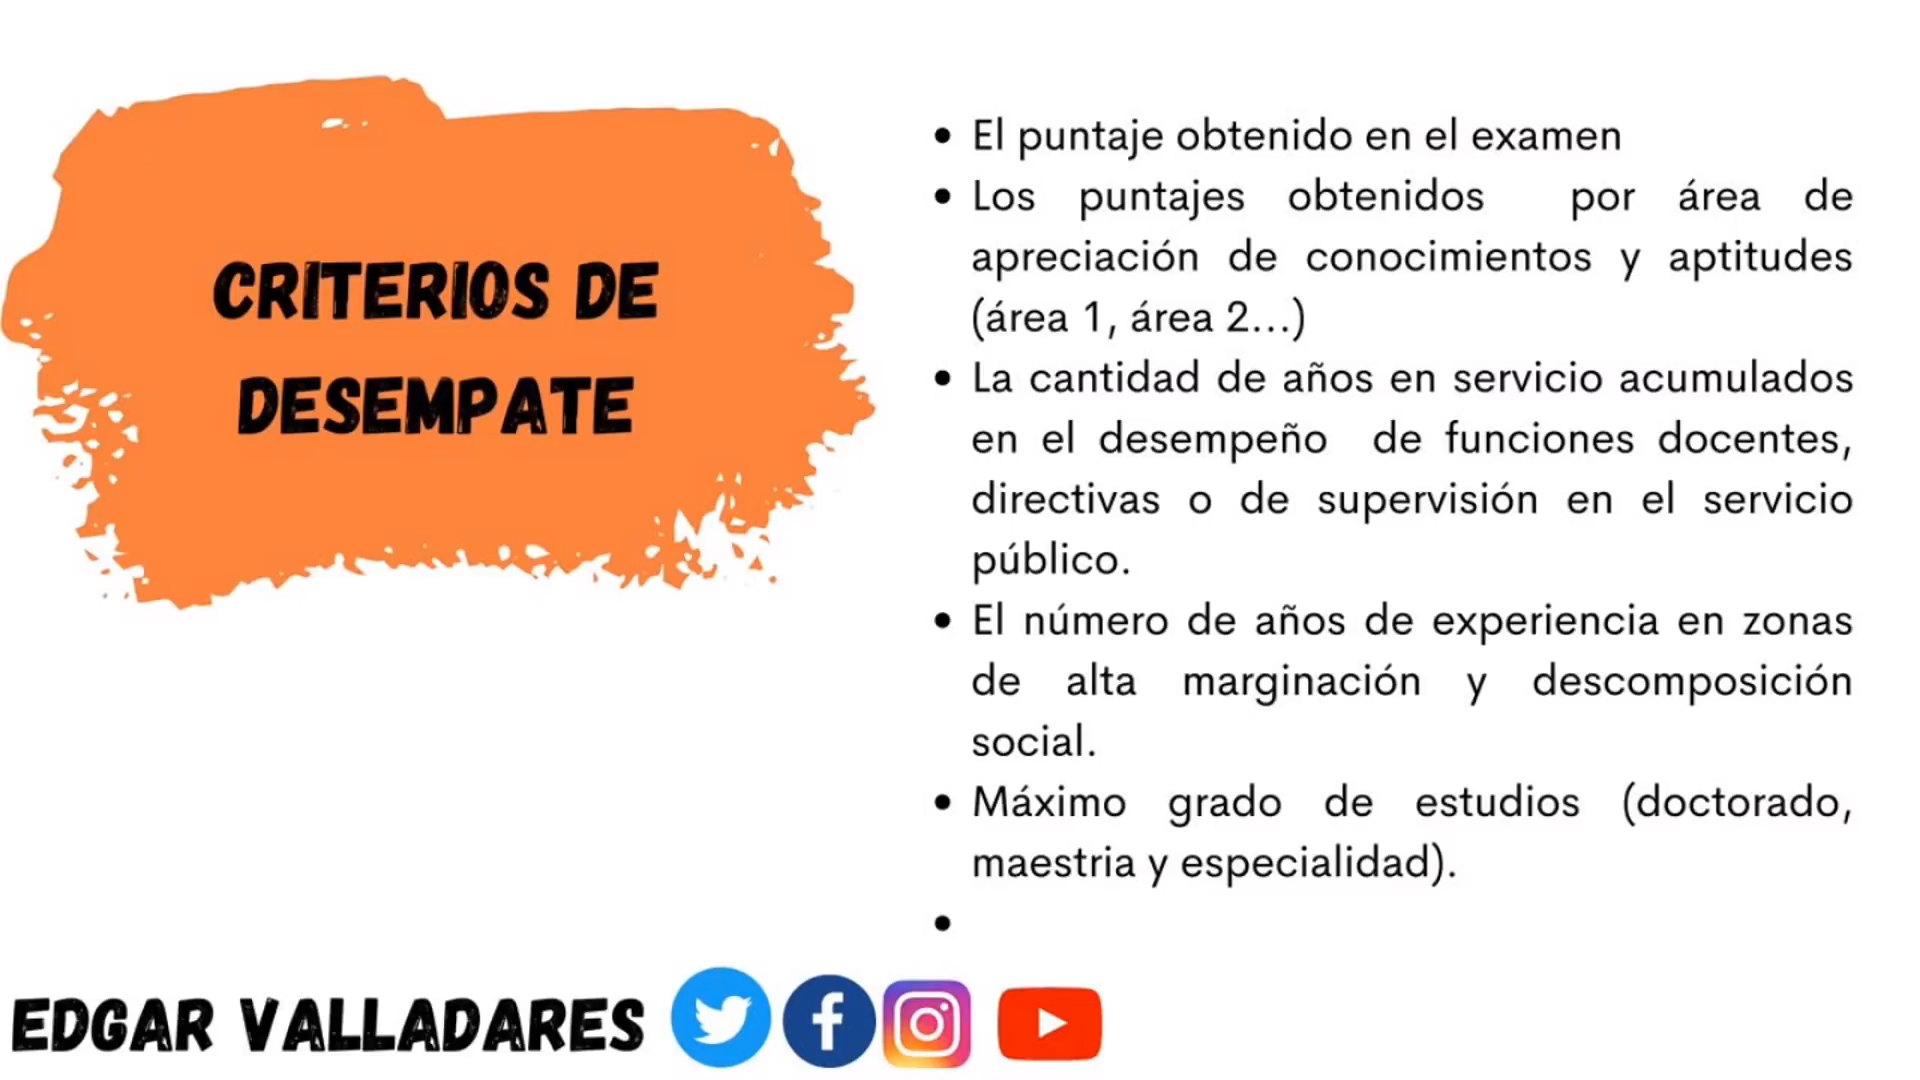 CRITERIOS DE
DESEMPATE
• El puntaje obtenido en el examen
• Los puntajes obtenidos por área de
apreciación de conocimientos y aptitudes
(área 1, área 2...)
• La cantidad de años en servicio acumulados
en el desempeño de funciones docentes,
directivas o de supervisión en el servicio
público.
• El número de años de experiencia en zonas
de alta marginación y descomposición
social.
• Máximo grado de estudios (doctorado,
maestria y especialidad).
•
EDGAR VALLADARES